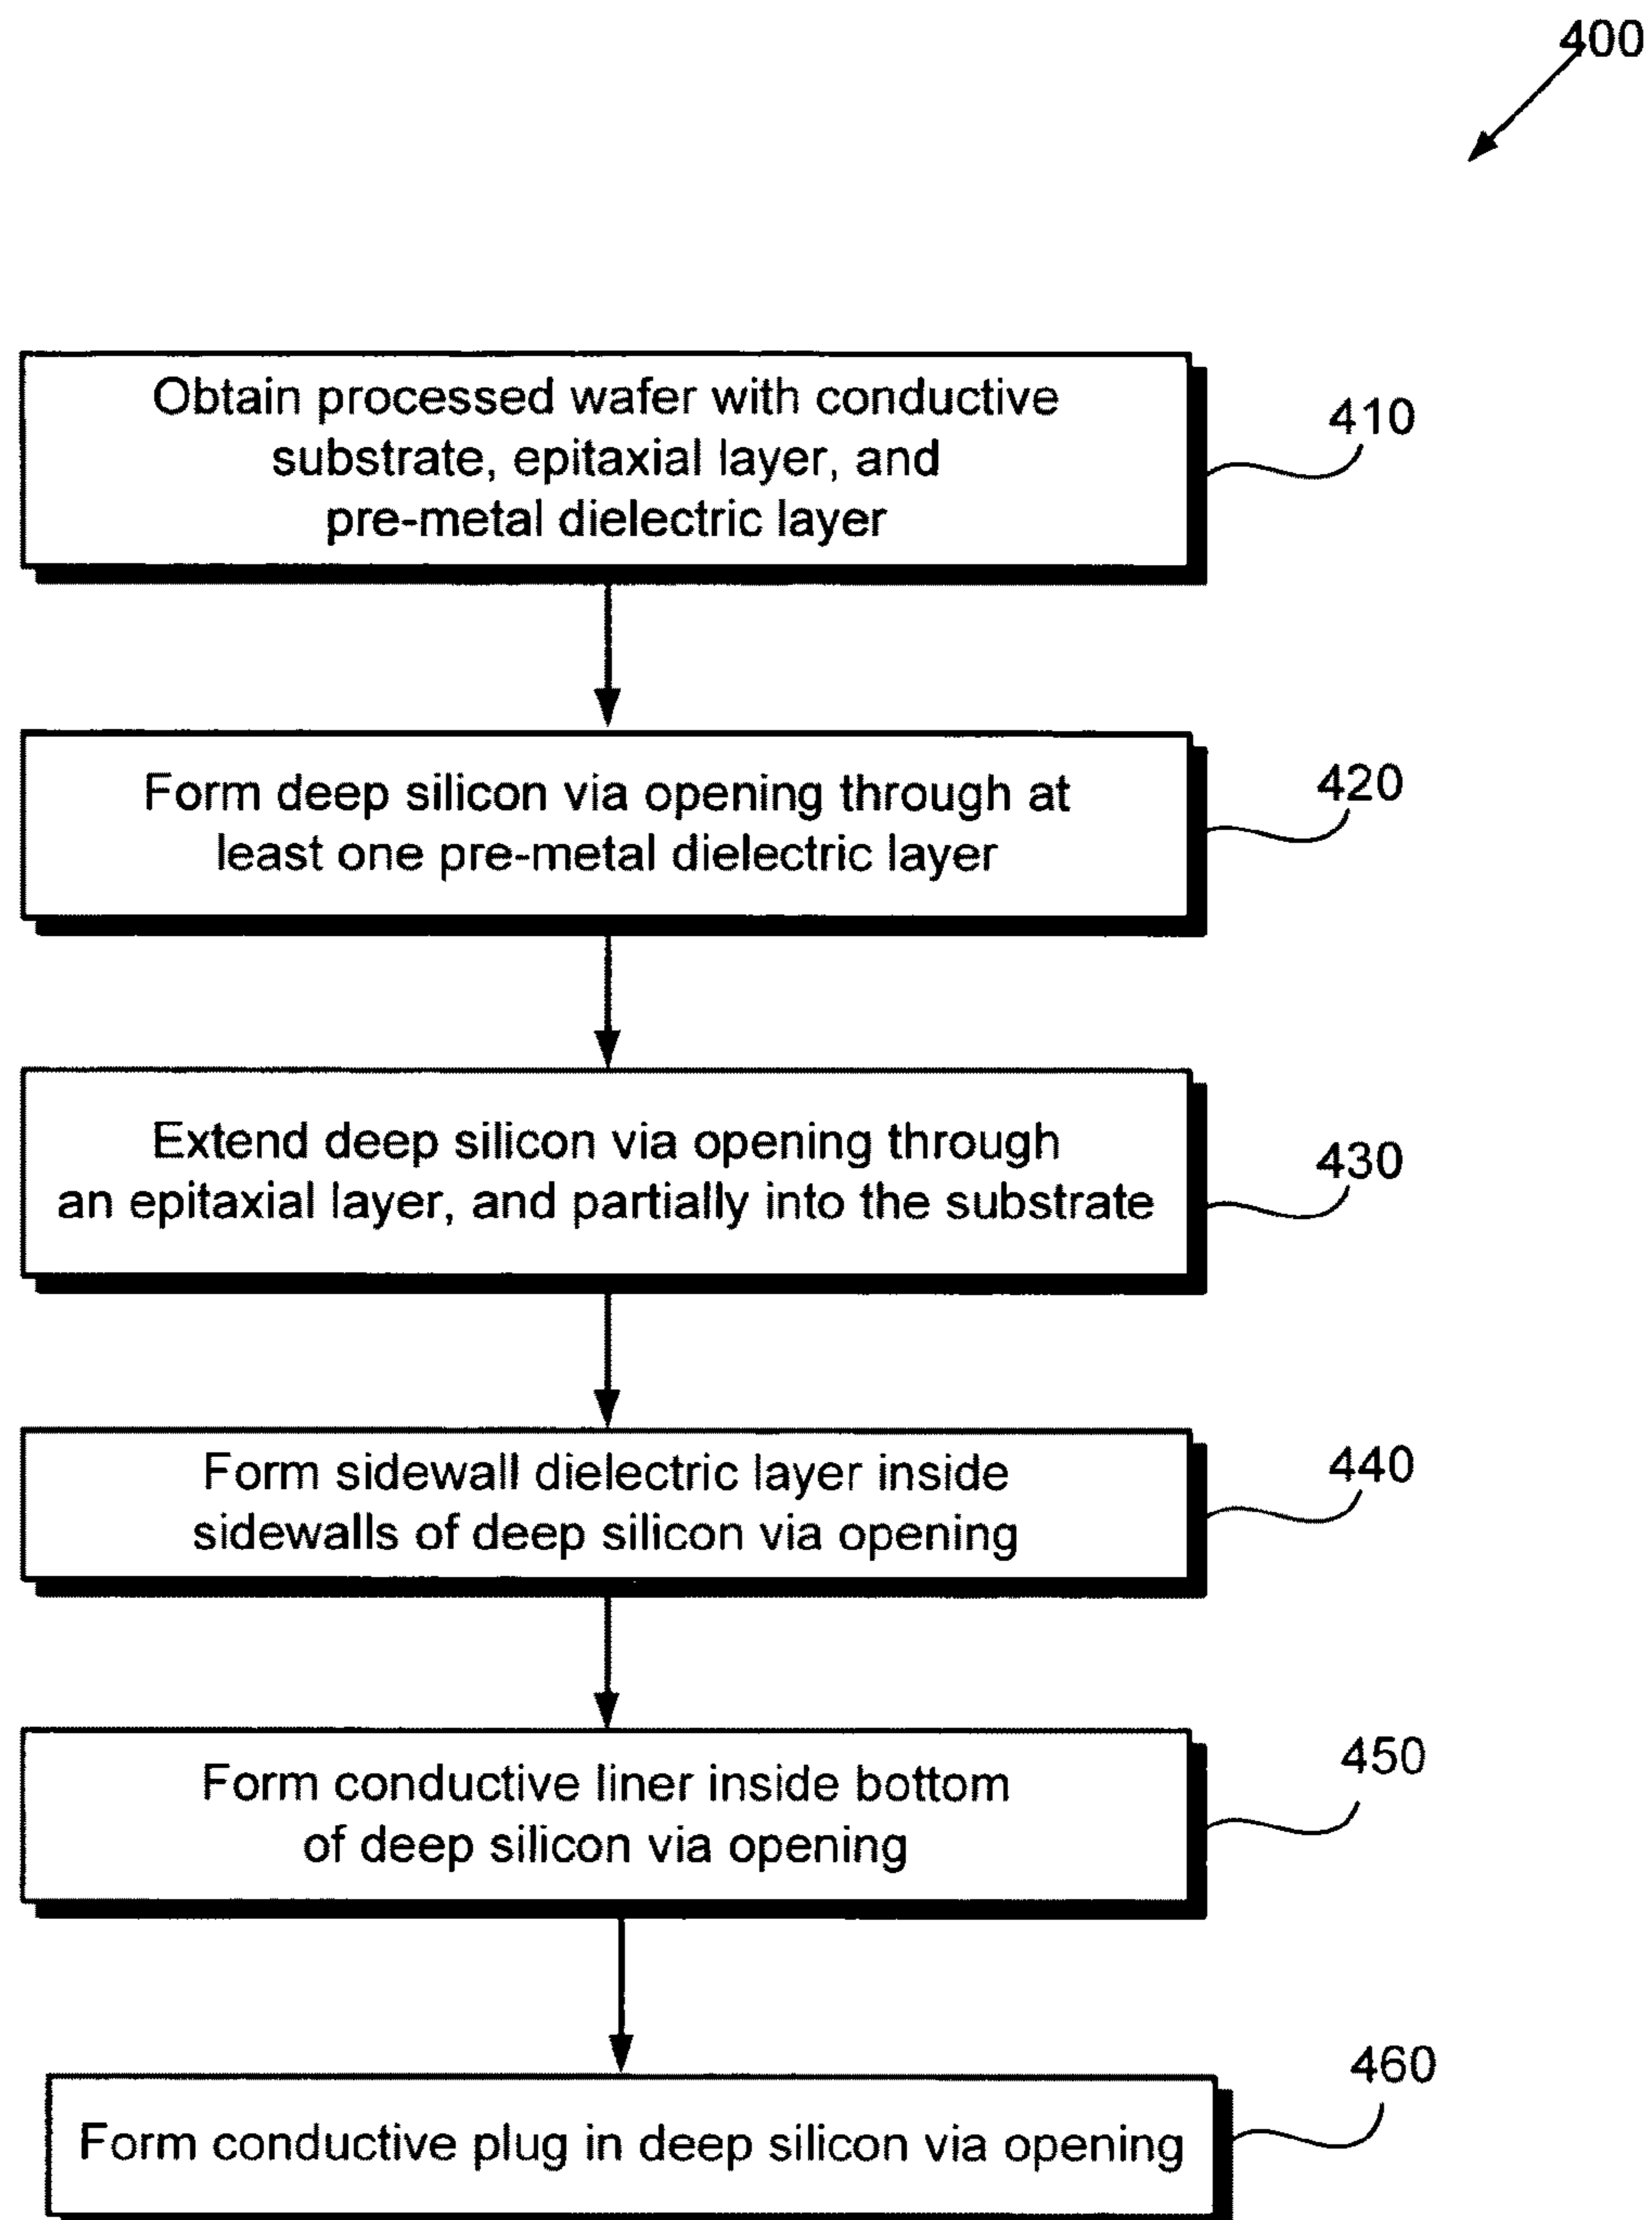 400
Obtain processed wafer with conductive
substrate, epitaxial layer, and
pre-metal dielectric layer
410
Form deep silicon via opening through at
least one pre-metal dielectric layer
420
Extend deep silicon via opening through
an epitaxial layer, and partially into the substrate
430
Form sidewall dielectric layer inside
sidewalls of deep silicon via opening
440
Form conductive liner inside bottom
of deep silicon via opening
450
Form conductive plug in deep silicon via opening
460